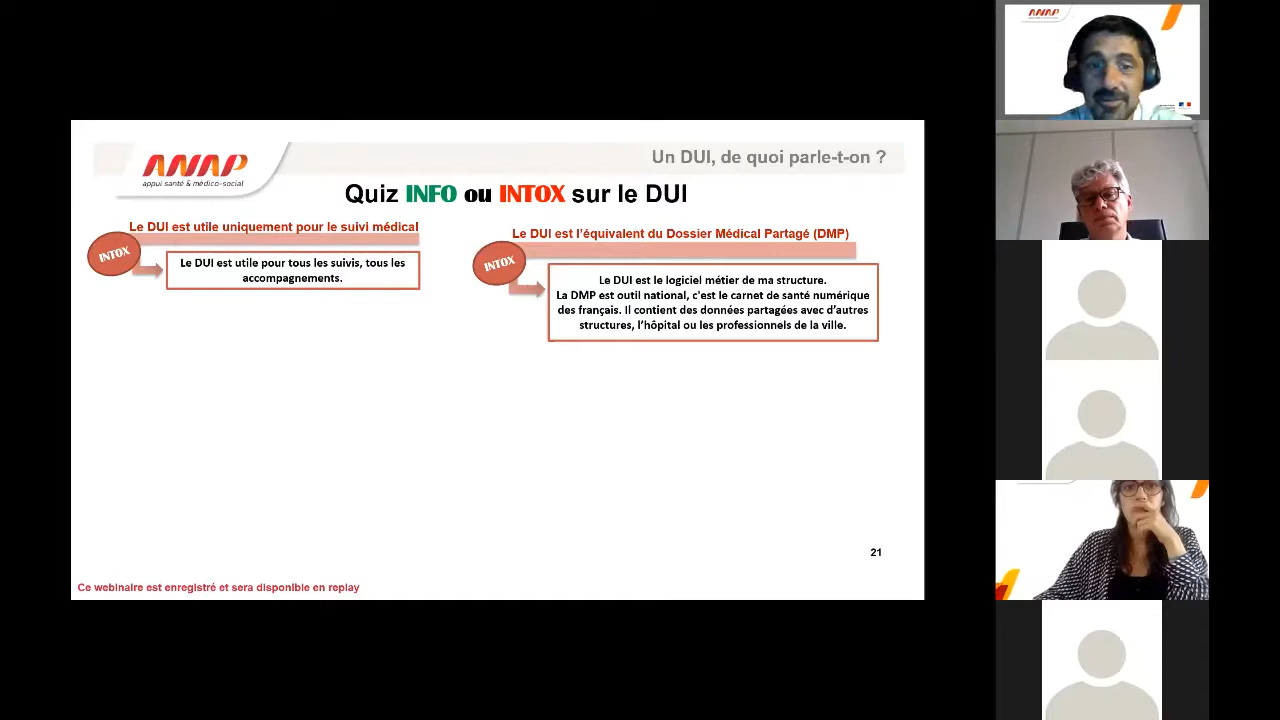 ANAP
ANAP
appui santé & médico-social
Un DUI, de quoi parle-t-on ?
Quiz INFO ou INTOX sur le DUI
Le DUI est utile uniquement pour le suivi médical
INTOX
Le DUI est utile pour tous les suivis, tous les
accompagnements.
Le DUI est l'équivalent du Dossier Médical Partagé (DMP)
INTOX
Le DUI est le logiciel métier de ma structure.
La DMP est outil national, c'est le carnet de santé numérique
des français. Il contient des données partagées avec d'autres
structures, l'hôpital ou les professionnels de la ville.
21
Ce webinaire est enregistré et sera disponible en replay